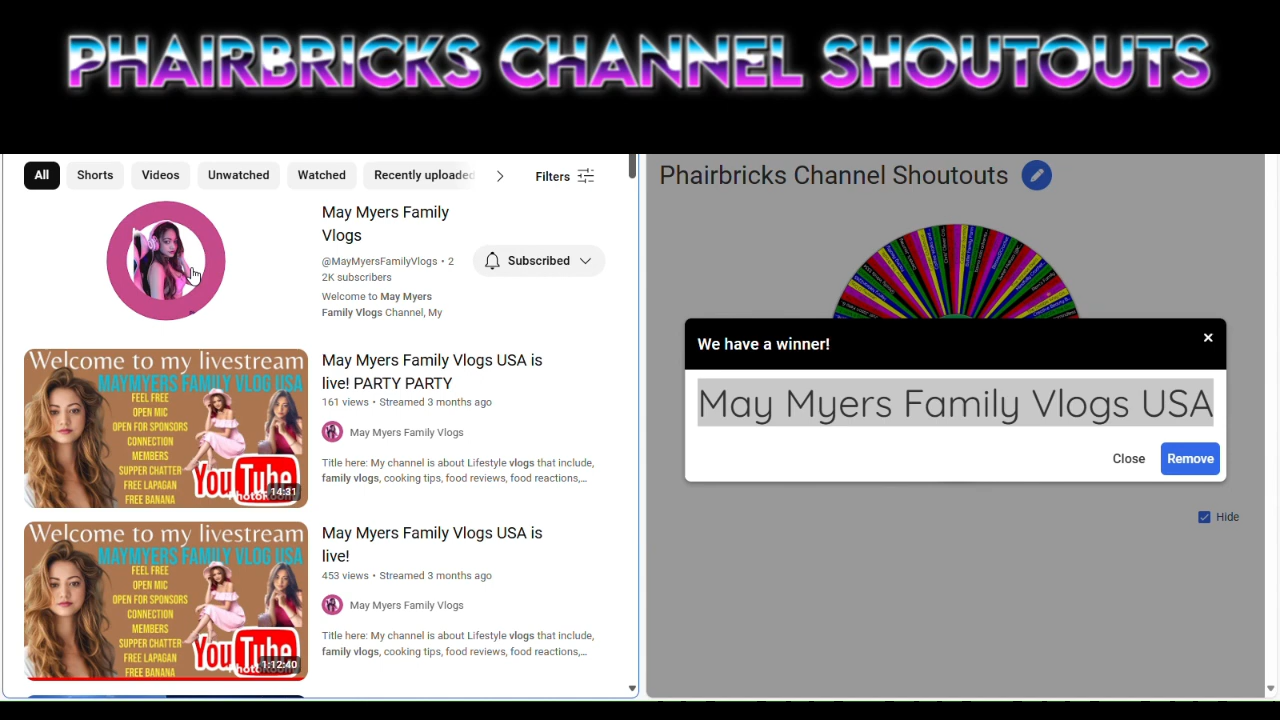 PHAIRBRICKS CHANNEL SHOUTOUTS
All
Shorts
Videos
Unwatched
Watched
Recently uploaded
Filters
May Myers Family
Vlogs
@MayMyersFamilyVlogs • 2
2K subscribers
Welcome to May Myers
Family Vlogs Channel, My
Subscribed
Welcome to my livestream
MAYMYERS FAMILY VLOG USA
FEEL FREE
OPEN MIC
OPEN FOR SPONSORS
CONNECTION
MEMBERS
SUPPER CHATTER
FREE LAPAGAN
FREE BANANA
YouTube
14:31
May Myers Family Vlogs USA is
live! PARTY PARTY
161 views • Streamed 3 months ago
May Myers Family Vlogs
Title here: My channel is about Lifestyle vlogs that include,
family vlogs, cooking tips, food reviews, food reactions,...
Welcome to my livestream
MAYMYERS FAMILY VLOG USA
FEEL FREE
OPEN MIC
OPEN FOR SPONSORS
CONNECTION
MEMBERS
SUPPER CHATTER
FREE LAPAGAN
FREE BANANA
YouTube
1:12:40
May Myers Family Vlogs USA is
live!
453 views • Streamed 3 months ago
May Myers Family Vlogs
Title here: My channel is about Lifestyle vlogs that include,
family vlogs, cooking tips, food reviews, food reactions,...
Phairbricks Channel Shoutouts
We have a winner!
×
May Myers Family Vlogs USA
Close
Remove
Hide